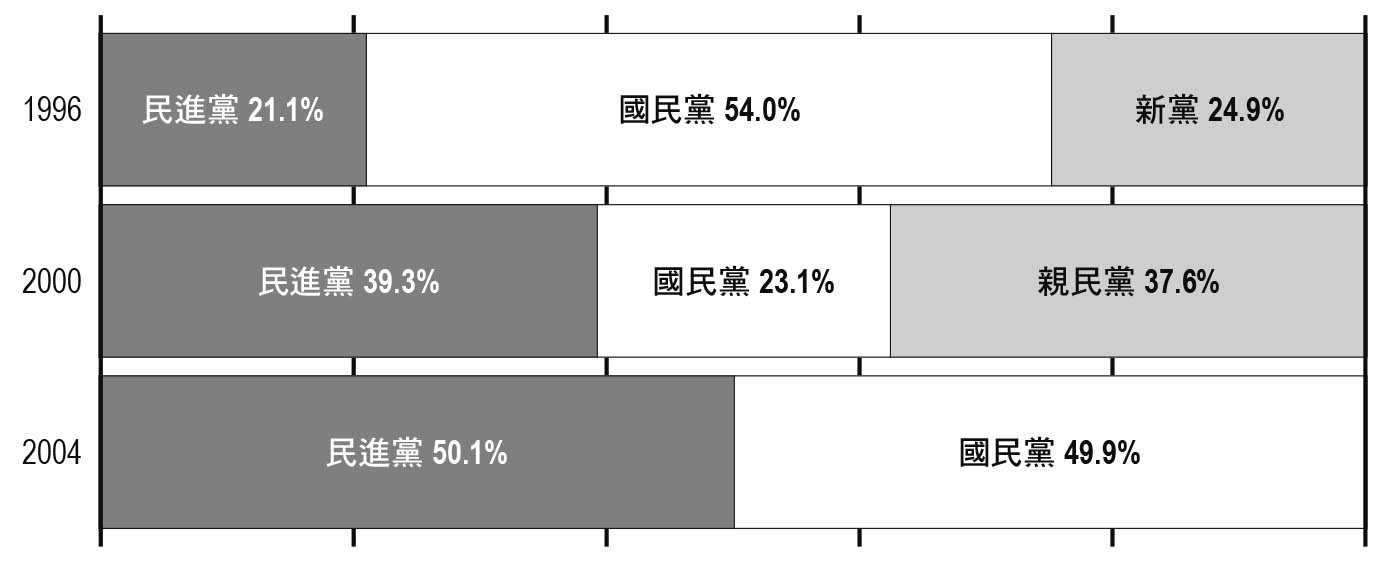 1996 民進黨 21.1% 國民黨 54.0% 新黨 24.9%
2000 民進黨 39.3% 國民黨 23.1% 親民黨 37.6%
2004 民進黨 50.1% 國民黨 49.9%